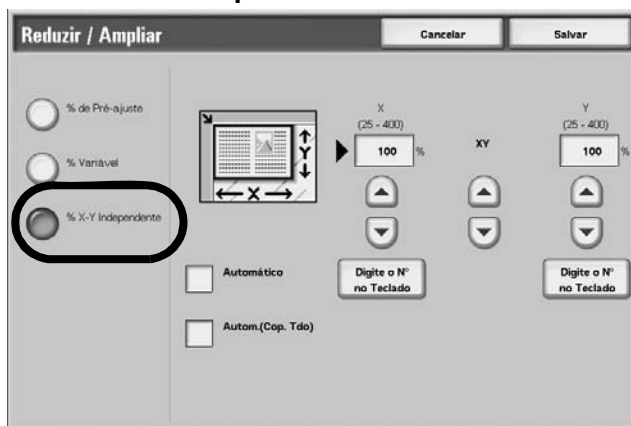 Reduzir / Ampliar
Cancelar
Salvar
% de Pré-ajuste
% Variável
% X-Y Independente
Y
X
X
(25 - 400)
100 %
XY
Y
(25 - 400)
100 %
Automático
Autom.(Cop. Tdo)
Digite o Nº
no Teclado
Digite o Nº
no Teclado